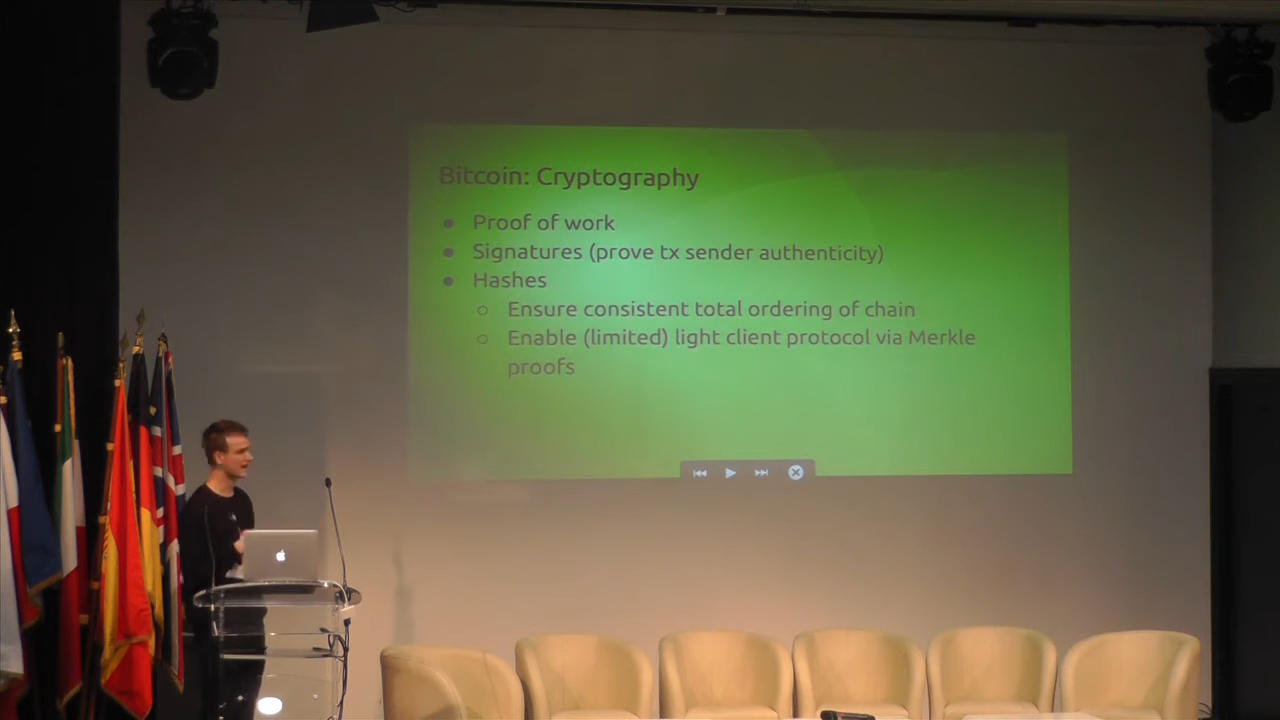 Bitcoin: Cryptography
● Proof of work
● Signatures (prove tx sender authenticity)
● Hashes
○ Ensure consistent total ordering of chain
○ Enable (limited) light client protocol via Merkle
proofs